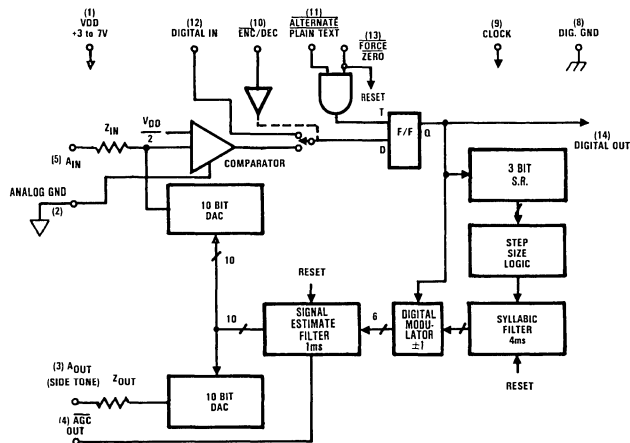 (1)
VDD
+3 to 7V
(12)
DIGITAL IN
(10)
ENC/DEC
(11)
ALTERNATE
PLAIN TEXT
(13)
FORCE
ZERO
RESET
(9)
CLOCK
(8)
DIG. GND
T
F/F
Q
D
(14)
DIGITAL OUT
VDD
2
ZIN
(5) AIN
COMPARATOR
ANALOG GND
(2)
10 BIT
DAC
10
3 BIT
S.R.
STEP
SIZE
LOGIC
RESET
10
SIGNAL
ESTIMATE
FILTER
1ms
6
DIGITAL
MODU-
LATOR
±1
SYLLABIC
FILTER
4ms
RESET
(3) AOUT
(SIDE TONE)
ZOUT
10 BIT
DAC
(4) AGC
OUT